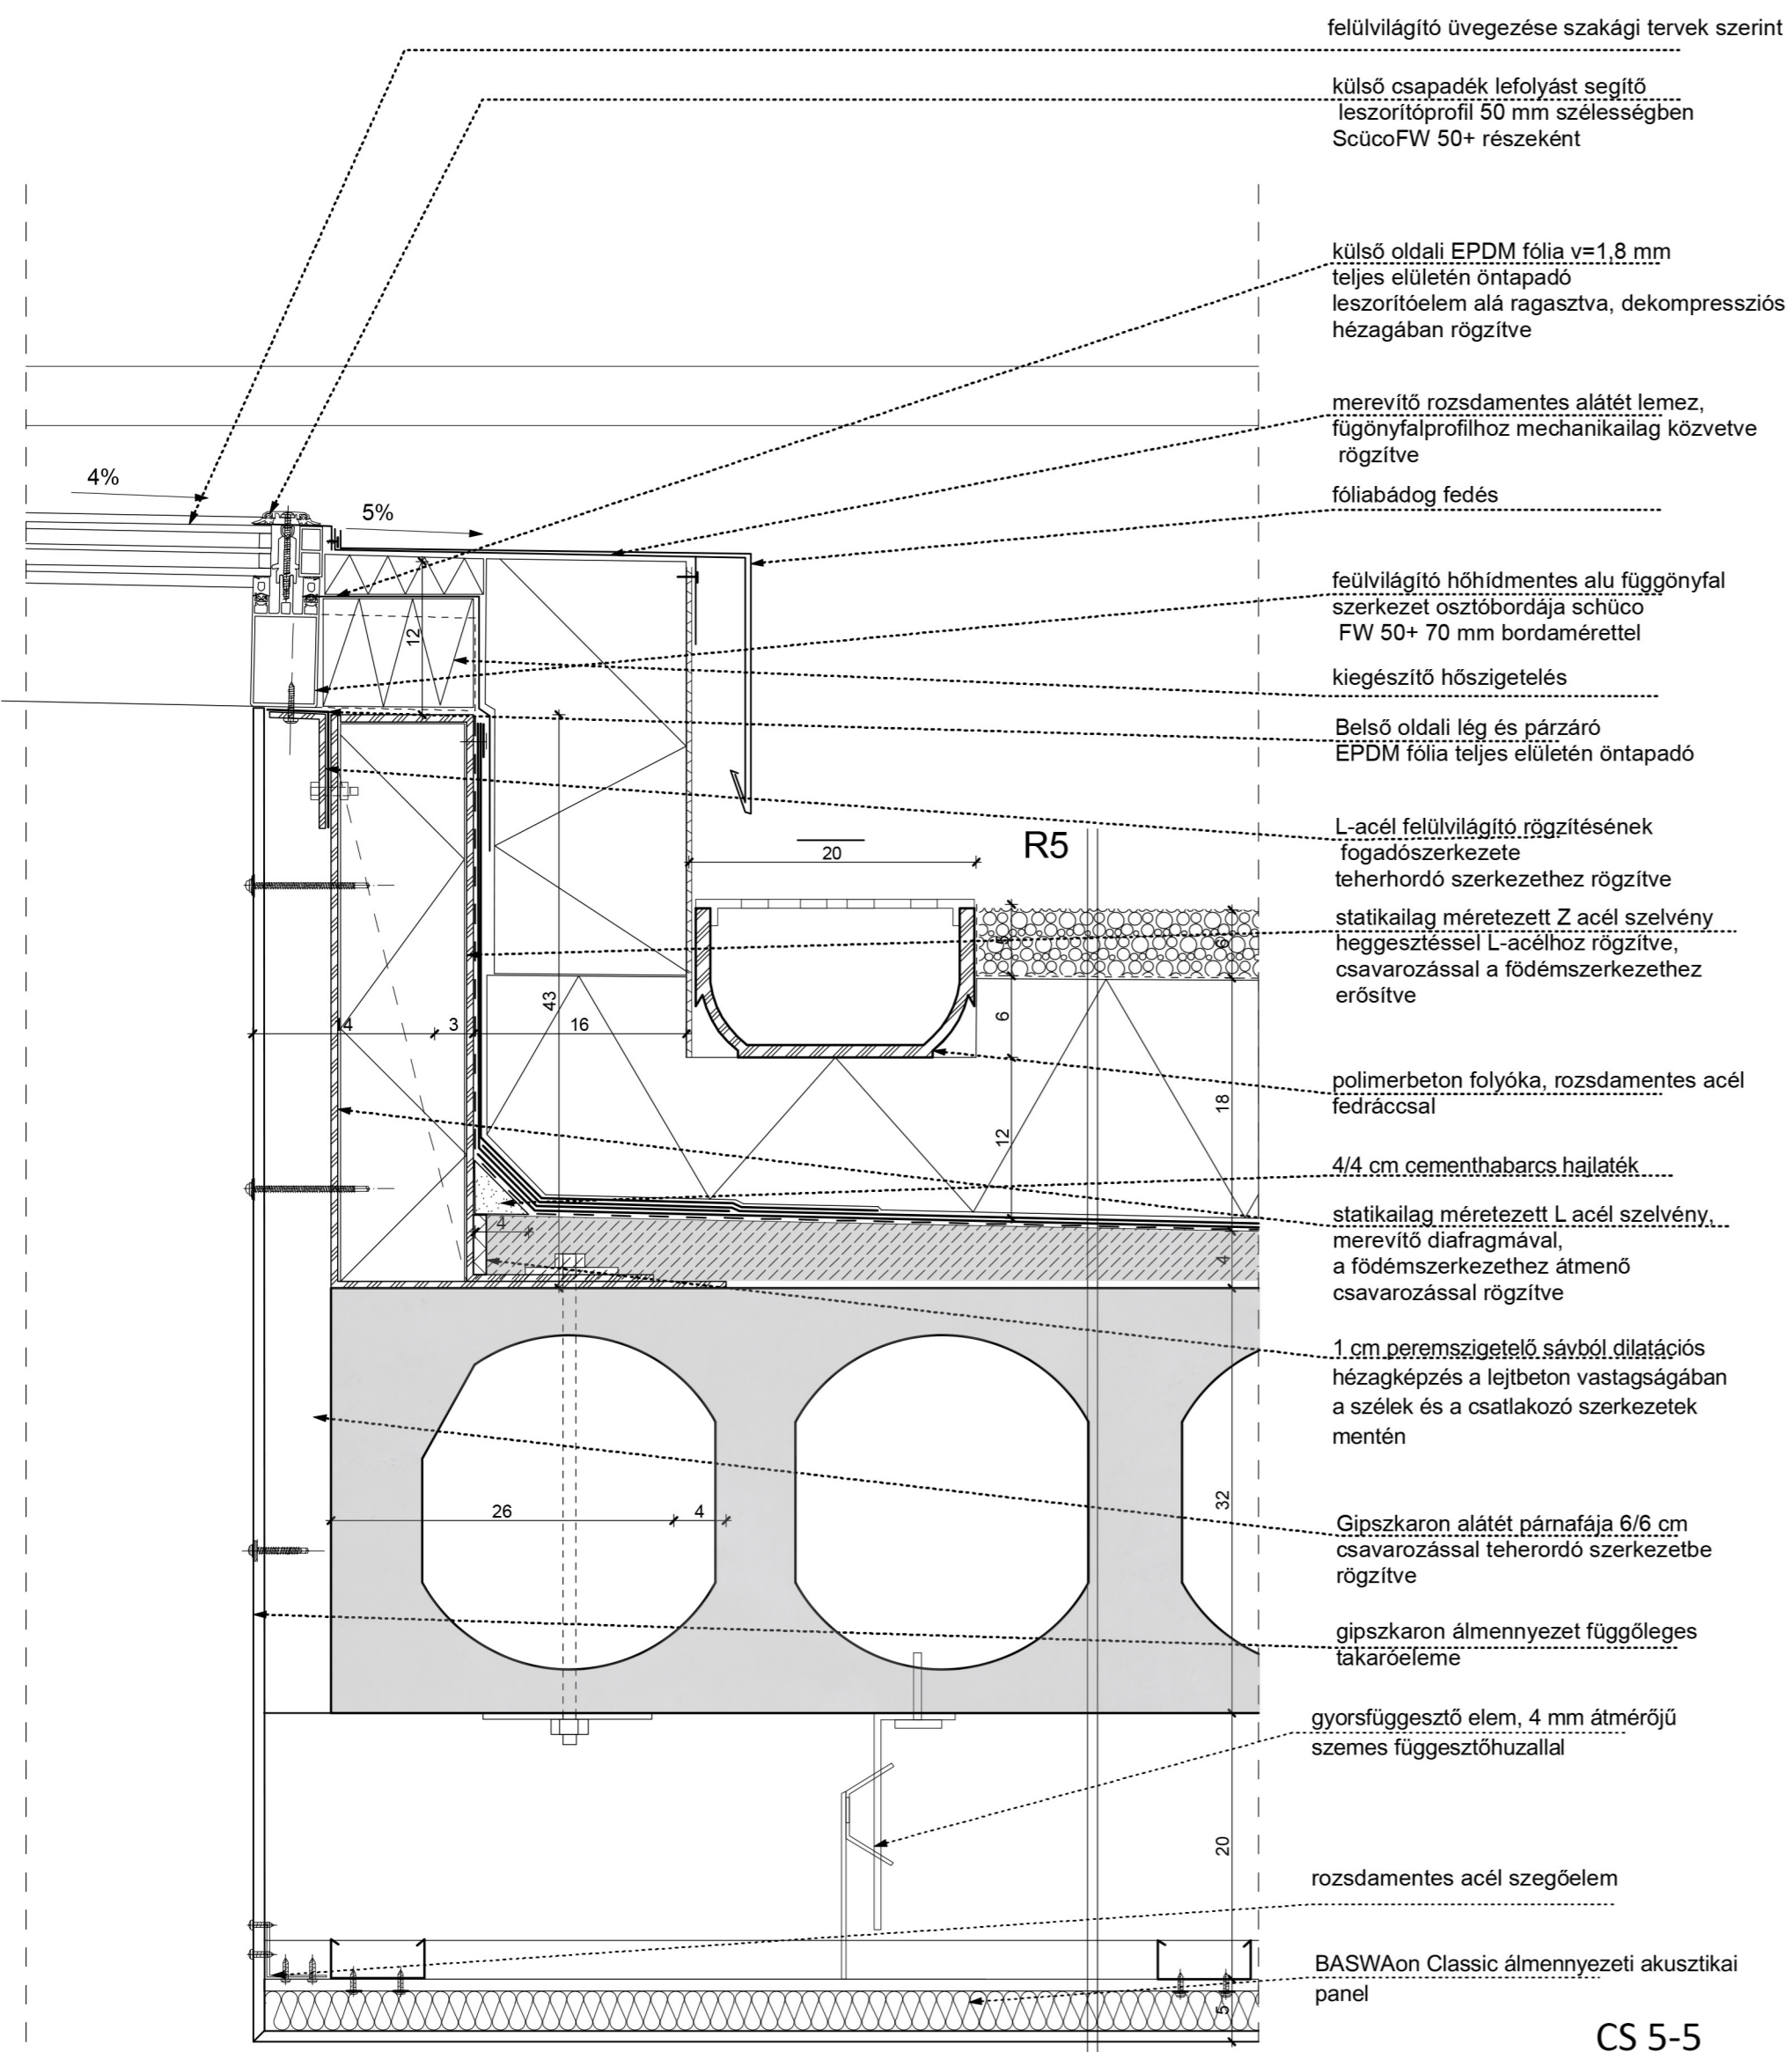 felülvilágító üvegezése szakági tervek szerint
külső csapadék lefolyást segítő
leszorítóprofil 50 mm szélességben
ScücoFW 50+ részeként
külső oldali EPDM fólia v=1,8 mm
teljes elületén öntapadó
leszorítóelem alá ragasztva, dekompressziós
hézagában rögzítve
merevítő rozsdamentes alátét lemez,
fügönyfalprofilhoz mechanikailag közvetve
rögzítve
4%
5%
fóliabádog fedés
feülvilágító hőhídmentes alu függönyfal
szerkezet osztóbordája schüco
FW 50+ 70 mm bordamérettel
12
kiegészítő hőszigetelés
Belső oldali lég és párzáró
EPDM fólia teljes elületén öntapadó
L-acél felülvilágító rögzítésének
fogadószerkezete
teherhordó szerkezethez rögzítve
20
R5
statikailag méretezett Z acél szelvény
heggesztéssel L-acélhoz rögzítve,
csavarozással a födémszerkezethez
erősítve
5
6
43
14
3
16
6
polimerbeton folyóka, rozsdamentes acél
fedráccsal
18
12
4/4 cm cementhabarcs hajlaték
statikailag méretezett L acél szelvény,
merevítő diafragmával,
a födémszerkezethez átmenő
csavarozással rögzítve
4
4
1 cm peremszigetelő sávból dilatációs
hézagképzés a lejtbeton vastagságában
a szélek és a csatlakozó szerkezetek
mentén
26
4
32
Gipszkaron alátét párnafája 6/6 cm
csavarozással teherordó szerkezetbe
rögzítve
gipszkaron álmennyezet függőleges
takaróeleme
gyorsfüggesztő elem, 4 mm átmérőjű
szemes függesztőhuzallal
20
rozsdamentes acél szegőelem
BASWAon Classic álmennyezeti akusztikai
panel
5
CS 5-5